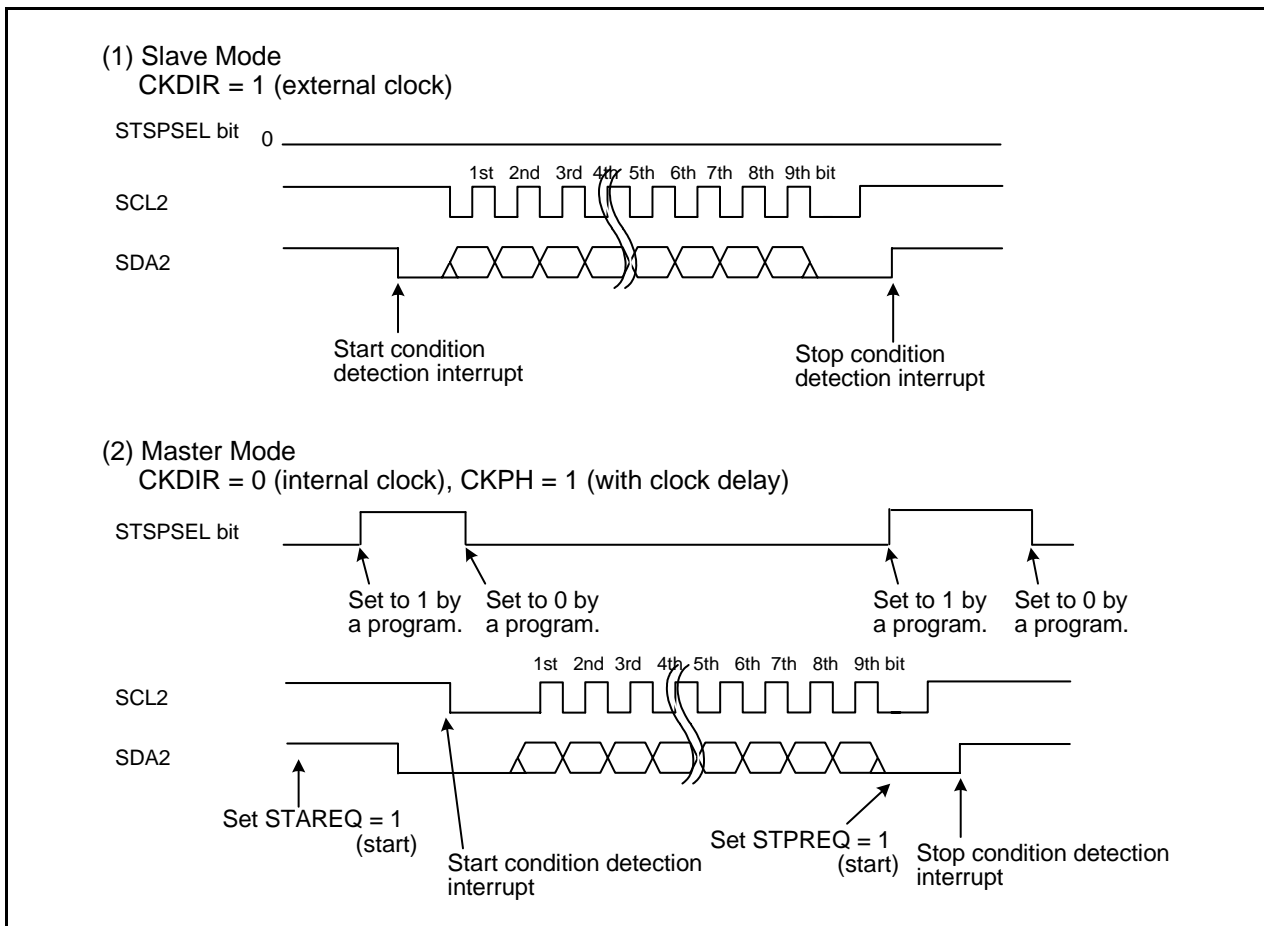 (1) Slave Mode
CKDIR = 1 (external clock)
STSPSEL bit
0
1st 2nd 3rd 4th 5th 6th 7th 8th 9th bit
SCL2
SDA2
Start condition
detection interrupt
Stop condition
detection interrupt
(2) Master Mode
CKDIR = 0 (internal clock), CKPH = 1 (with clock delay)
STSPSEL bit
Set to 1 by
a program.
Set to 0 by
a program.
Set to 1 by
a program.
Set to 0 by
a program.
1st 2nd 3rd 4th 5th 6th 7th 8th 9th bit
SCL2
SDA2
Set STAREQ = 1
(start)
Start condition detection
interrupt
Set STPREQ = 1
(start)
Stop condition detection
interrupt